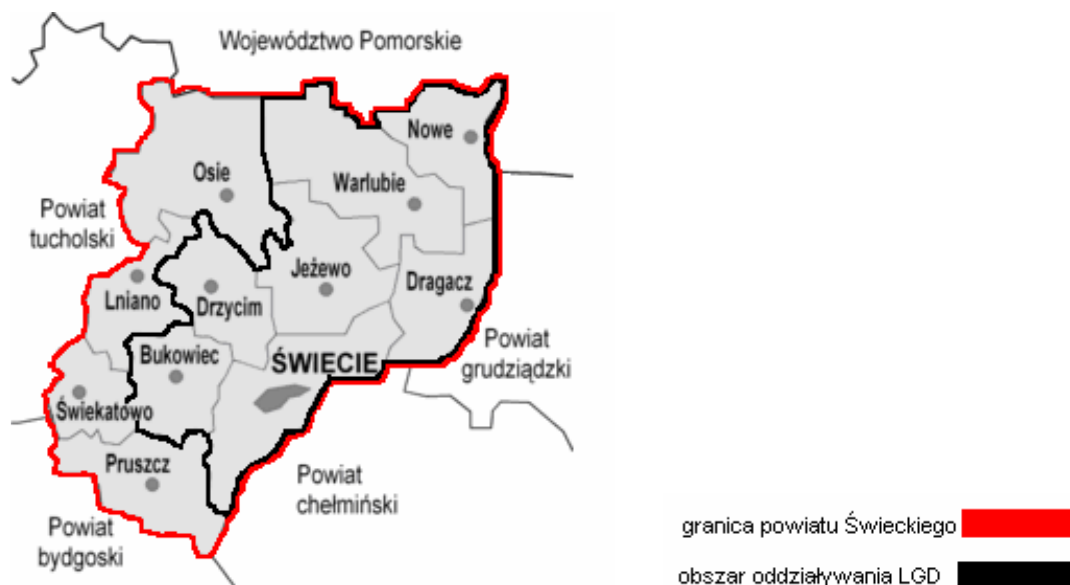 Województwo Pomorskie
Nowe
Osie
Warlubie
Powiat
tucholski
Jeżewo
Dragacz
Lniano
Drzycim
Powiat
grudziądzki
Bukowiec
ŚWIECIE
Świekatowo
Pruszcz
Powiat
chełmiński
Powiat
bydgoski
granica powiatu Świeckiego
obszar oddziaływania LGD